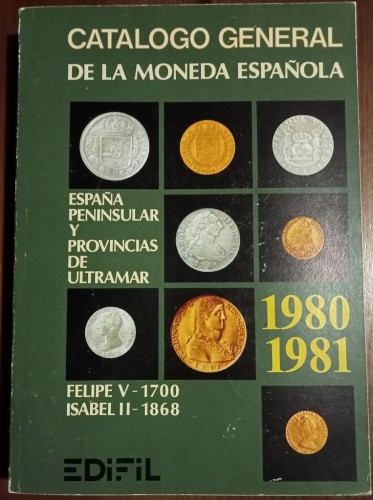 CATALOGO GENERAL
DE LA MONEDA ESPAÑOLA
ESPAÑA
PENINSULAR
Y
PROVINCIAS
DE
ULTRAMAR
1980
1981
FELIPE V - 1700
ISABEL II - 1868
EDIFIL